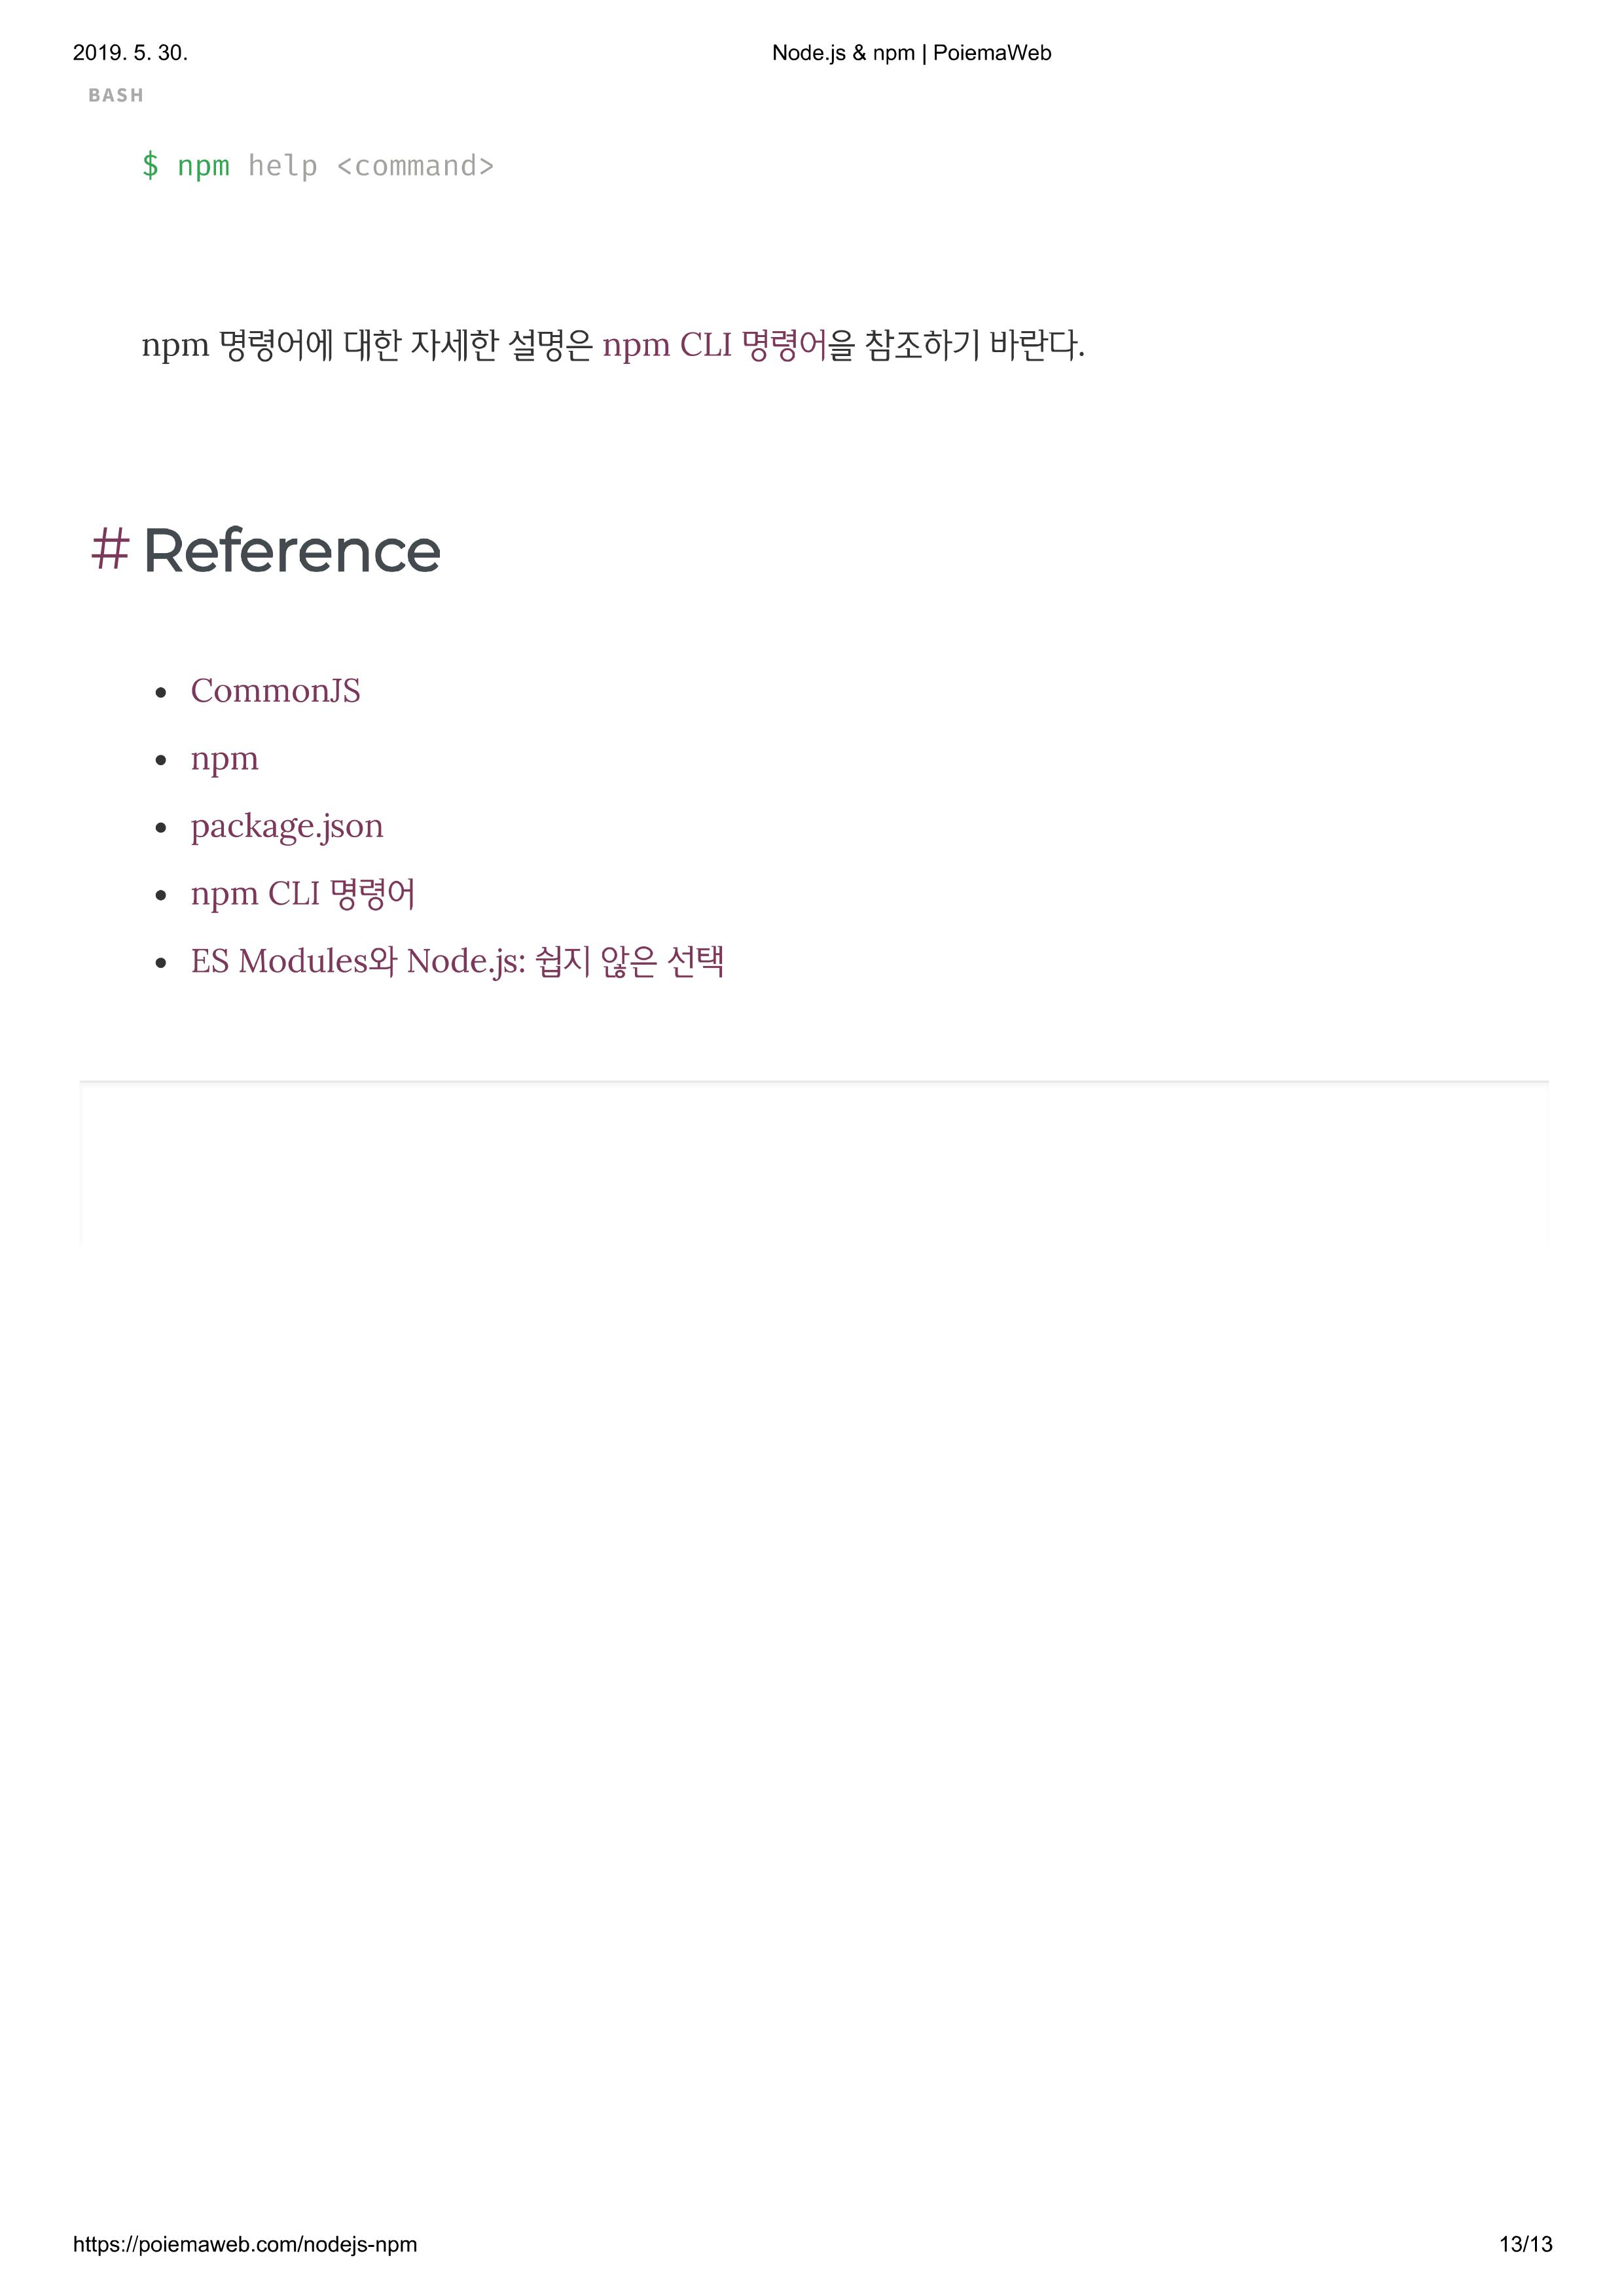 2019. 5. 30.
Node.js & npm | PoiemaWeb
BASH
$ npm help <command>
npm 명령어에 대한 자세한 설명은 npm CLI 명령어을 참조하기 바란다.
# Reference
• CommonJS
• npm
• package.json
• npm CLI 명령어
• ES Modules와 Node.js: 쉽지 않은 선택
https://poiemaweb.com/nodejs-npm
13/13